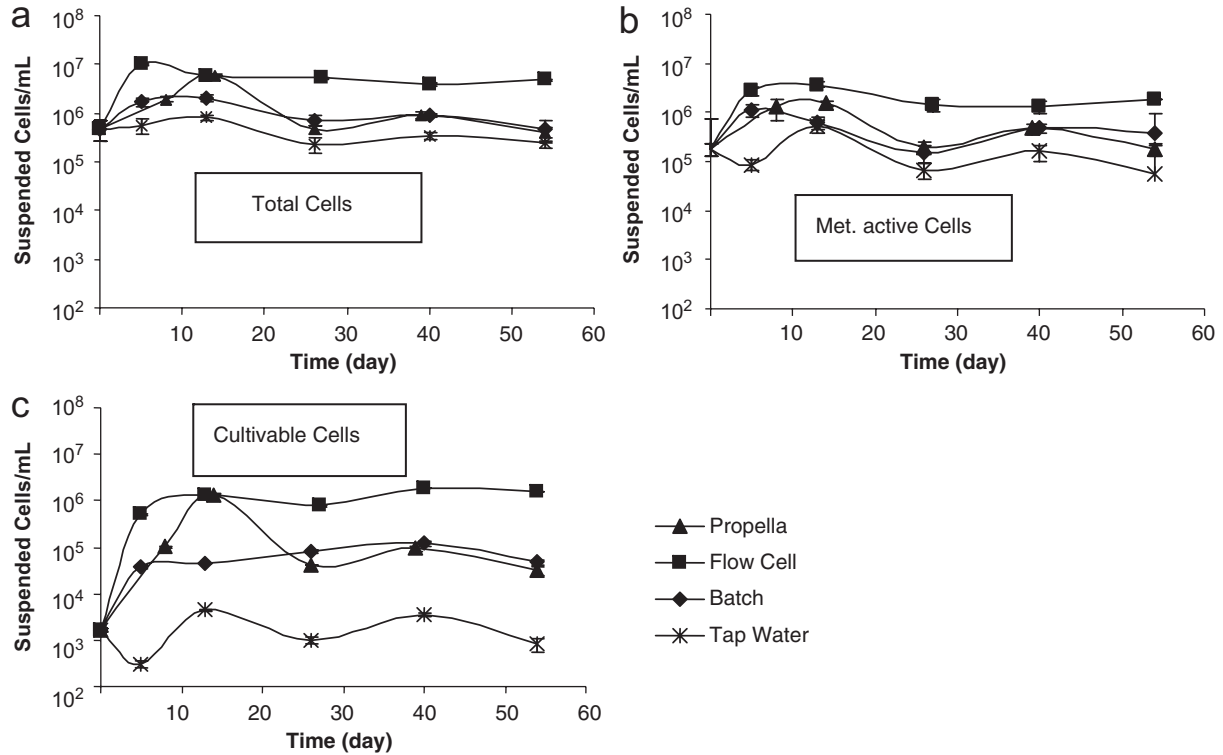 a
Suspended Cells/mL
10⁸
10⁷
10⁶
10⁵
10⁴
10³
10²
Total Cells
10 20 30 40 50 60
Time (day)
b
Suspended Cells/mL
10⁸
10⁷
10⁶
10⁵
10⁴
10³
10²
Met. active Cells
10 20 30 40 50 60
Time (day)
c
Suspended Cells/mL
10⁸
10⁷
10⁶
10⁵
10⁴
10³
10²
Cultivable Cells
10 20 30 40 50 60
Time (day)
Propella
Flow Cell
Batch
Tap Water